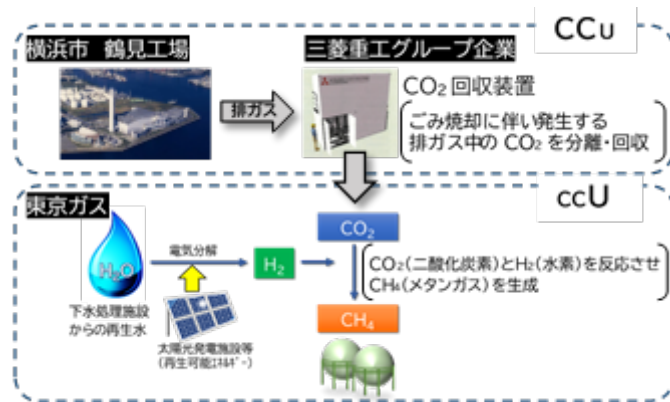 CCU
横浜市 鶴見工場
三菱重工グループ企業
排ガス
CO₂回収装置
ごみ焼却に伴い発生する
排ガス中の CO₂ を分離・回収
ccU
東京ガス
H₂O
電気分解
H₂
CO₂
CO₂(二酸化炭素)とH₂(水素)を反応させ
CH₄(メタンガス)を生成
CH₄
下水処理施設
からの再生水
太陽光発電施設等
(再生可能ｴﾈﾙｷﾞｰ)